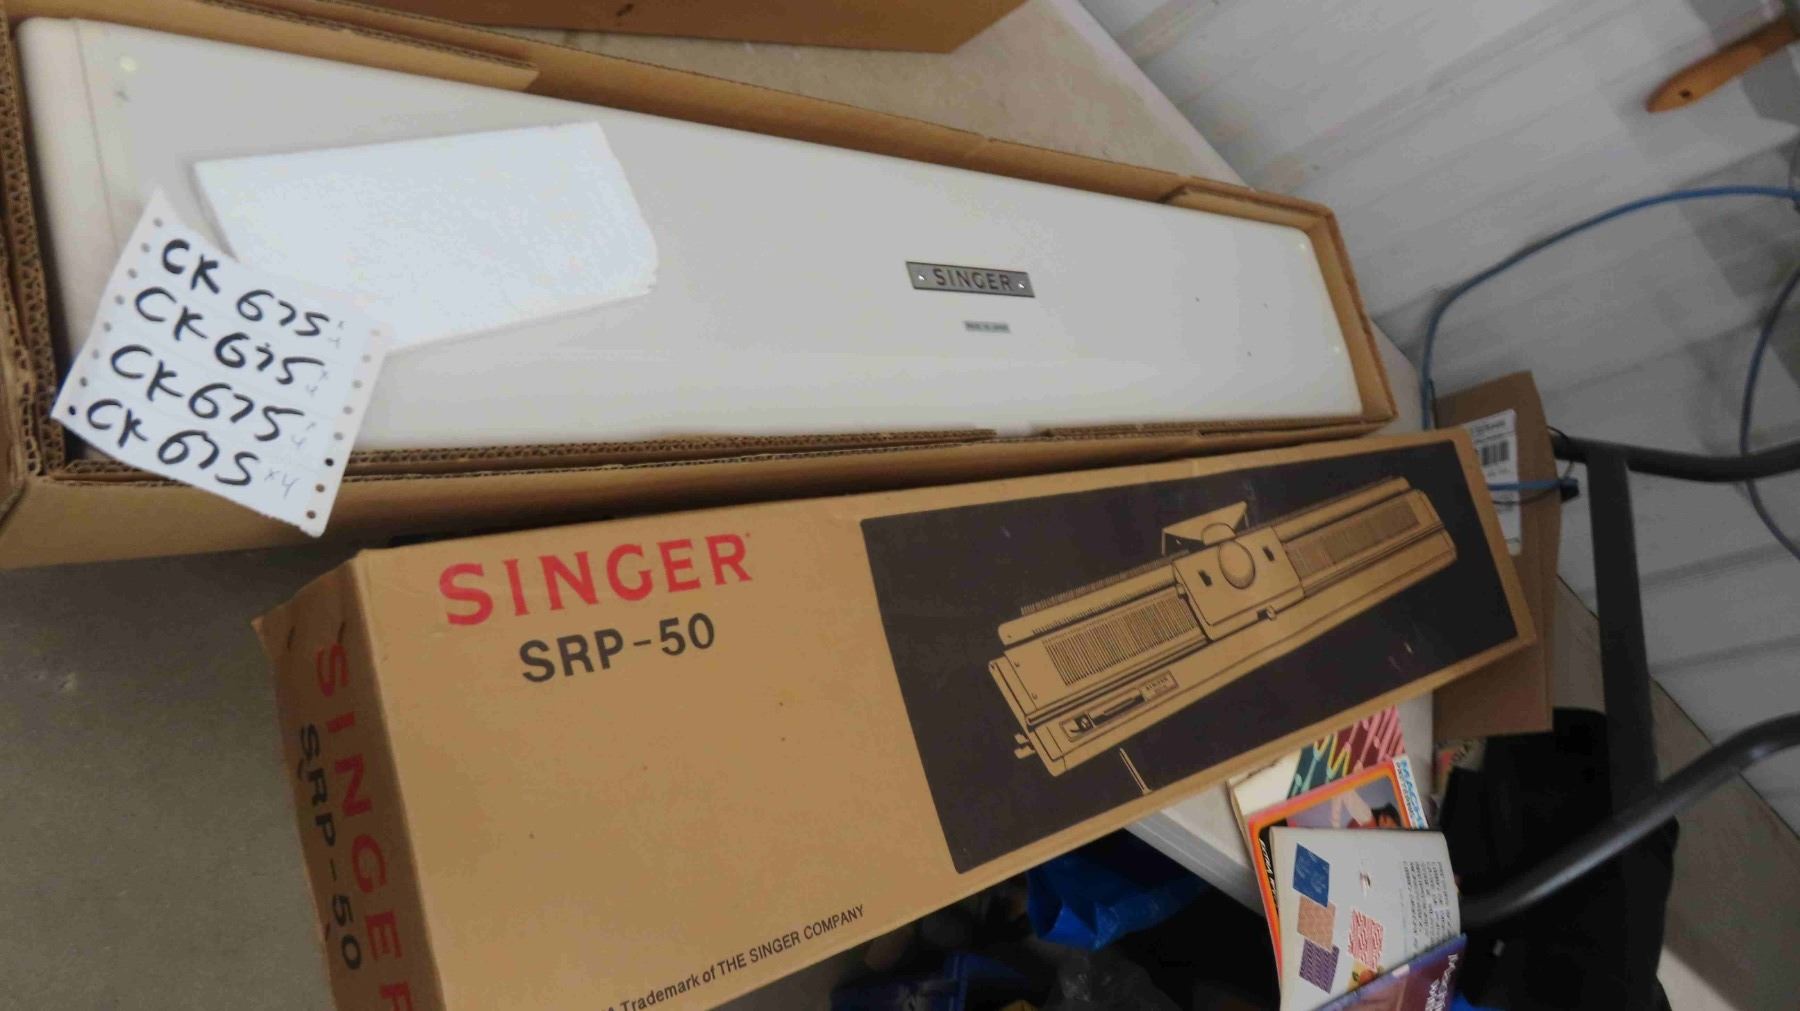 SINGER
CK 675
CK 675
CK 675
CK 675 x4
SINGER
SRP-50
A Trademark of THE SINGER COMPANY
SINGER
SRP-50